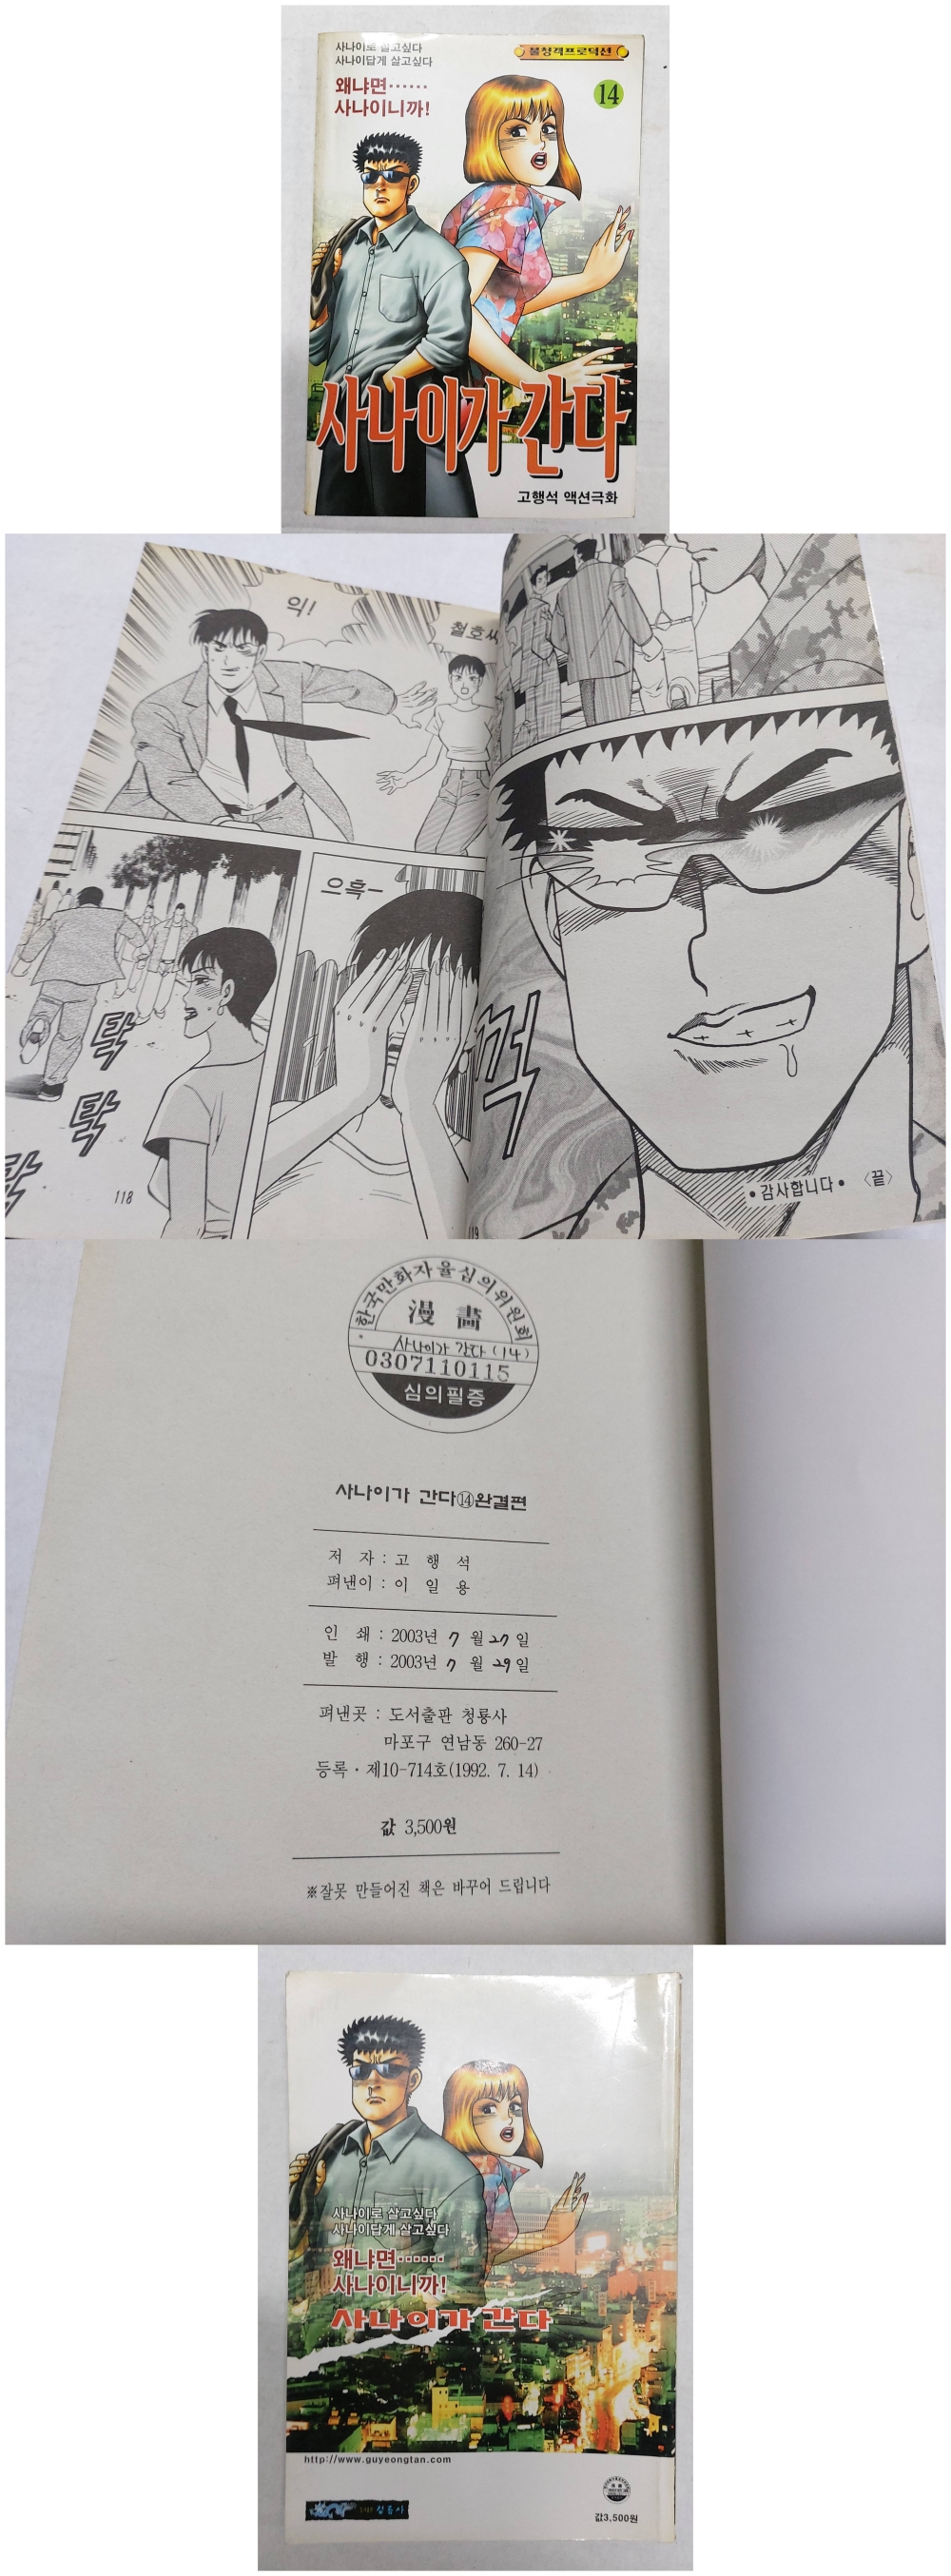 사나이로 살고싶다
사나이답게 살고싶다
왜냐면······
사나이니까!
불청객프로덕션
14
사나이가 간다
고행석 액션극화
익!
철호씨
으흑-
탁
탁
탁
118
119
꺽
• 감사합니다 • 〈끝〉
한국만화자율심의위원회
漫畵
사나이가 간다 (14)
0307110115
심의필증
사나이가 간다⑭완결편
저 자 : 고 행 석
펴낸이 : 이 일 용
인 쇄 : 2003년 7 월 27 일
발 행 : 2003년 7 월 29 일
펴낸곳 : 도서출판 청룡사
마포구 연남동 260-27
등록 · 제10-714호(1992. 7. 14)
값 3,500원
※잘못 만들어진 책은 바꾸어 드립니다
사나이로 살고싶다
사나이답게 살고싶다
왜냐면······
사나이니까!
사나이가 간다
http://www.guyeongtan.com
청룡사
값3,500원